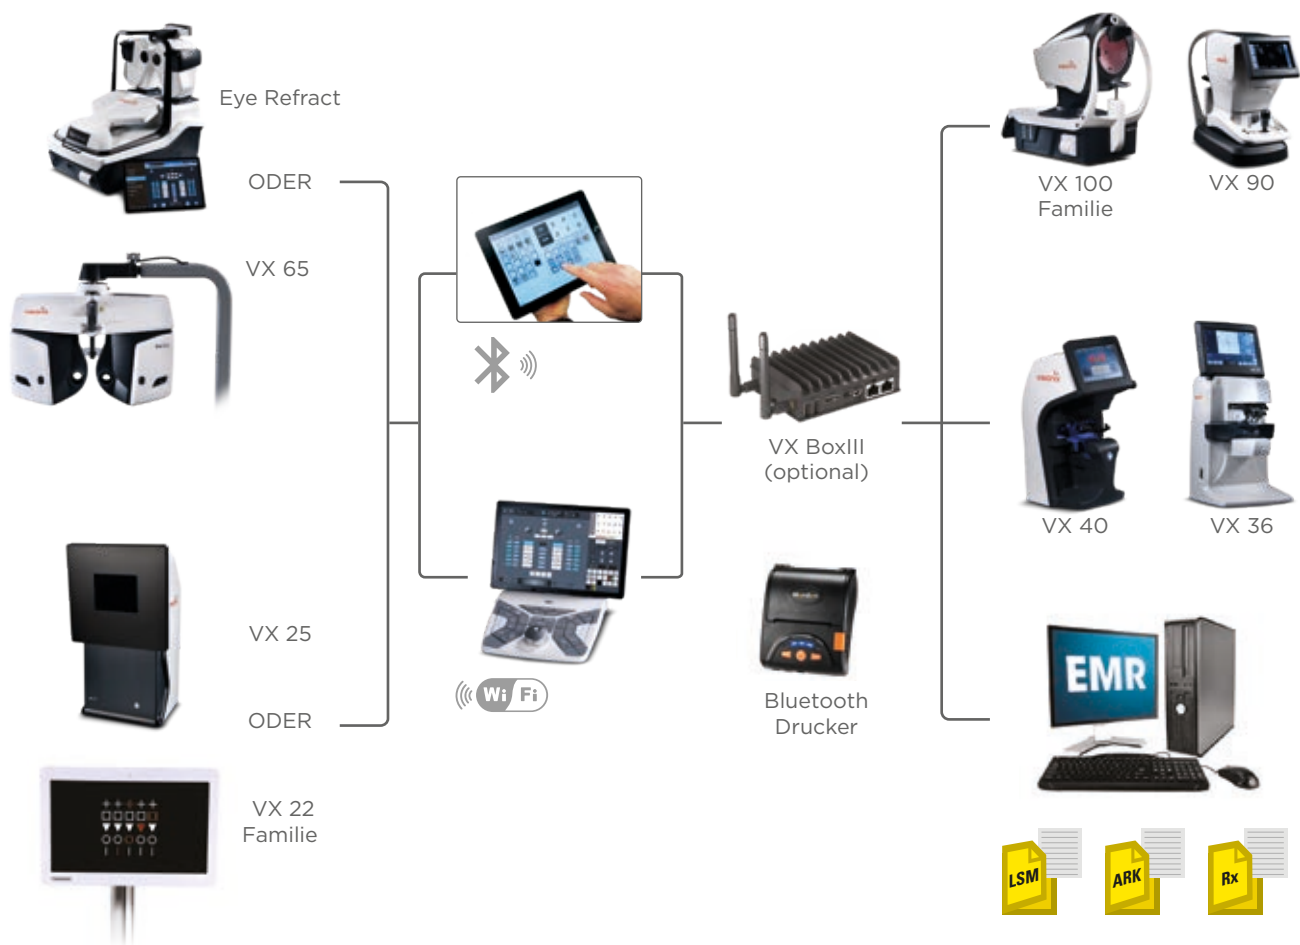 Eye Refract
ODER
VX 65
VX 25
ODER
VX 22
Familie
Wi Fi
VX BoxIII
(optional)
Bluetooth
Drucker
VX 100
Familie
VX 90
VX 40
VX 36
EMR
LSM
ARK
Rx